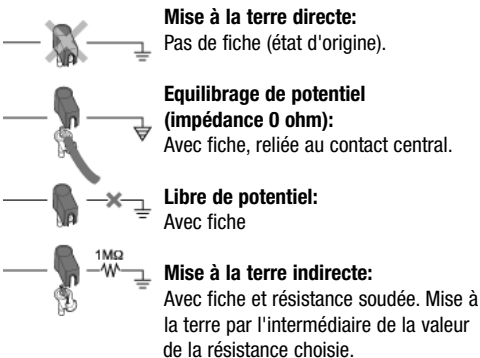 Mise à la terre directe:
Pas de fiche (état d'origine).
Equilibrage de potentiel
(impédance 0 ohm):
Avec fiche, reliée au contact central.
Libre de potentiel:
Avec fiche
1MΩ
Mise à la terre indirecte:
Avec fiche et résistance soudée. Mise à
la terre par l'intermédiaire de la valeur
de la résistance choisie.